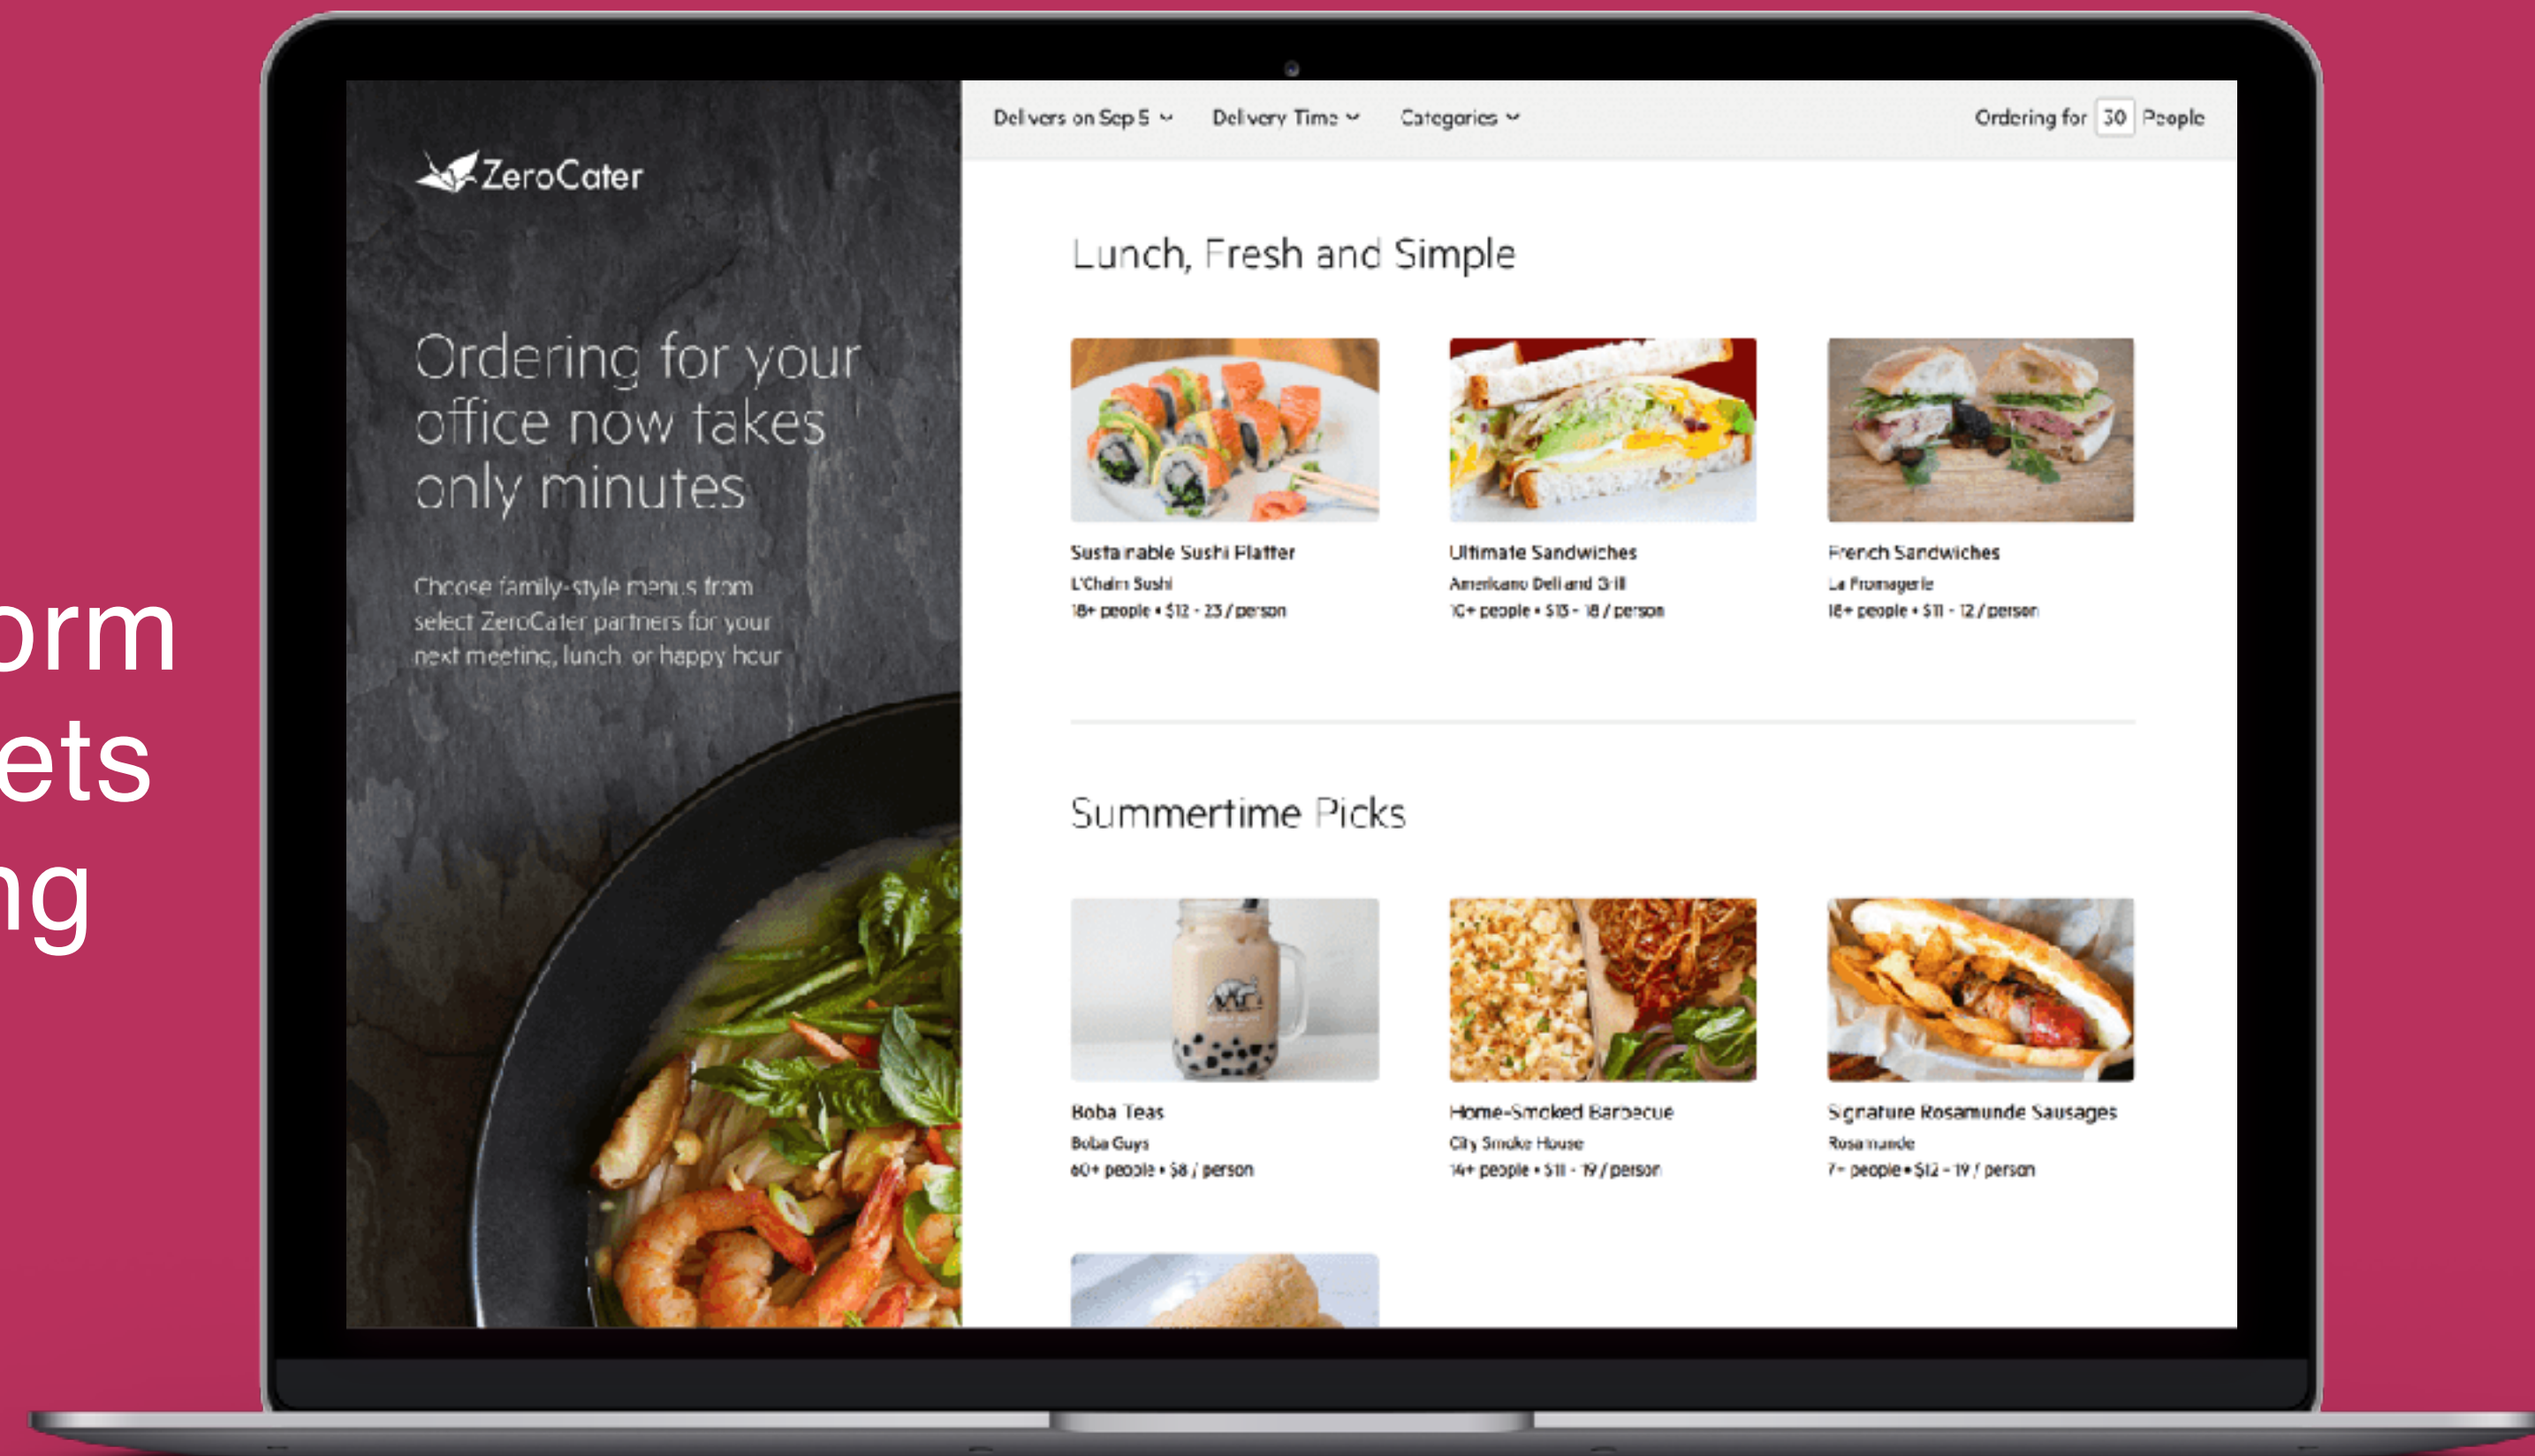 orm
ets
ng
ZeroCater
Ordering for your
office now takes
only minutes
Choose family-style menus from
select ZeroCater partners for your
next meeting, lunch or happy hour
Delivers on Sep 5
Delivery Time
Categories
Ordering for 30 People
Lunch, Fresh and Simple
Sustainable Sushi Platter
L'Chaim Sushi
18+ people • $12 - 23 / person
Ultimate Sandwiches
Americano Deli and Grill
10+ people • $13 - 18 / person
French Sandwiches
La Fromagerie
18+ people • $11 - 12 / person
Summertime Picks
Boba Teas
Boba Guys
60+ people • $8 / person
Home-Smoked Barbecue
City Smoke House
14+ people • $11 - 19 / person
Signature Rosamunde Sausages
Rosamunde
7+ people • $12 - 19 / person